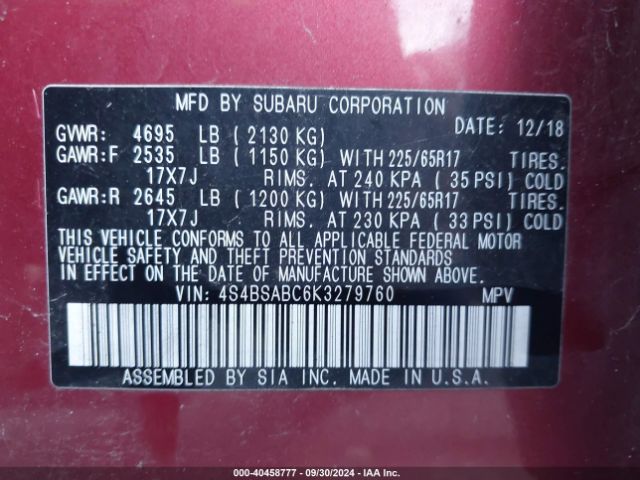 MFD BY SUBARU CORPORATION
DATE: 12/18
GVWR: 4695 LB ( 2130 KG)
GAWR:F 2535 LB ( 1150 KG) WITH 225/65R17 TIRES.
17X7J RIMS. AT 240 KPA ( 35 PSI) COLD
GAWR:R 2645 LB ( 1200 KG) WITH 225/65R17 TIRES.
17X7J RIMS. AT 230 KPA ( 33 PSI) COLD
THIS VEHICLE CONFORMS TO ALL APPLICABLE FEDERAL MOTOR
VEHICLE SAFETY AND THEFT PREVENTION STANDARDS
IN EFFECT ON THE DATE OF MANUFACTURE SHOWN ABOVE.
VIN: 4S4BSABC6K3279760 MPV
ASSEMBLED BY SIA INC. MADE IN U.S.A.
000-40458777 - 09/30/2024 - IAA Inc.